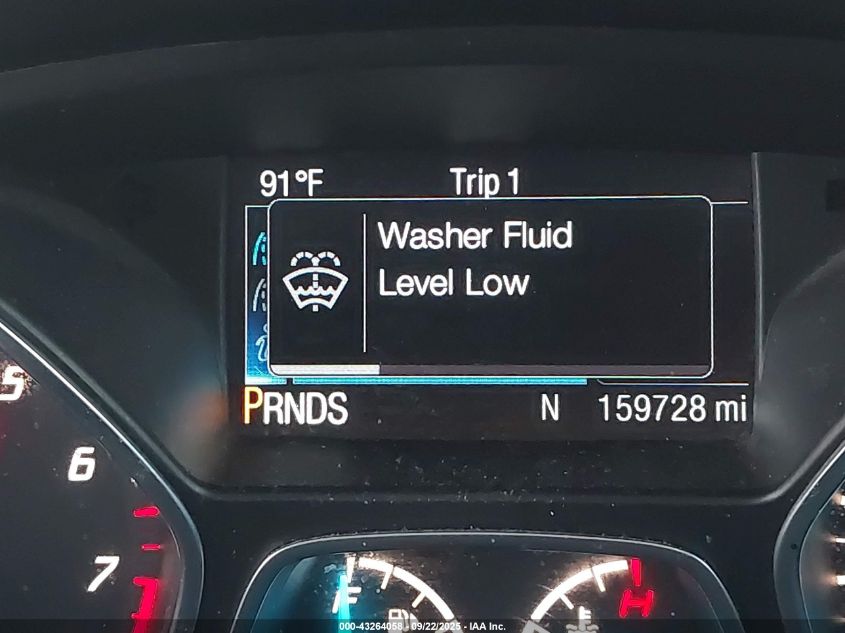 91°F Trip 1
Washer Fluid
Level Low
PRNDS N 159728 mi
5
6
7
F H
000-43264058 - 09/22/2025 - IAA Inc.